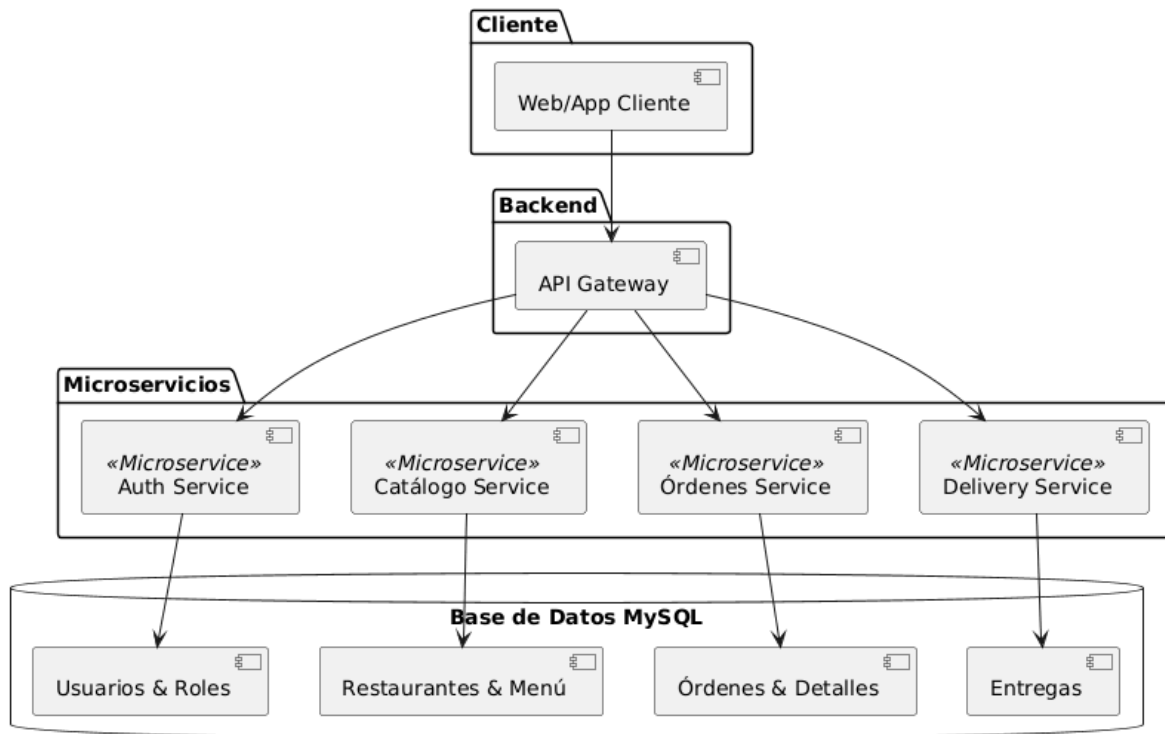 Cliente
Web/App Cliente
Backend
API Gateway
Microservicios
«Microservice»
Auth Service
«Microservice»
Catálogo Service
«Microservice»
Órdenes Service
«Microservice»
Delivery Service
Base de Datos MySQL
Usuarios & Roles
Restaurantes & Menú
Órdenes & Detalles
Entregas